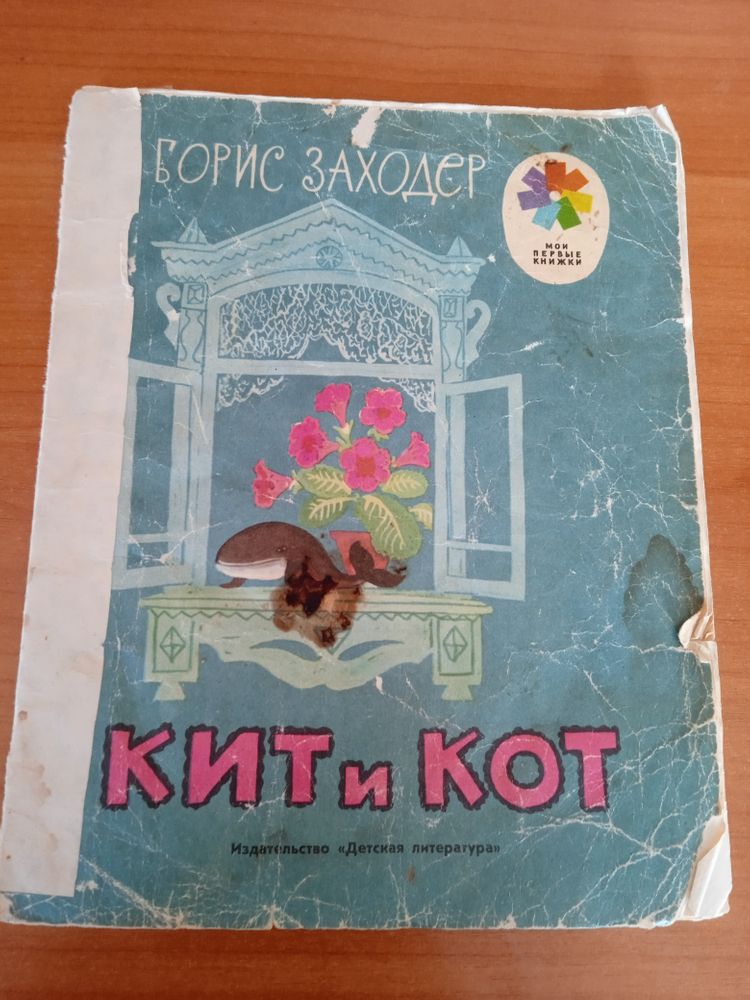 БОРИС ЗАХОДЕР
МОИ
ПЕРВЫЕ
КНИЖКИ
КИТ и КОТ
Издательство «Детская литература»